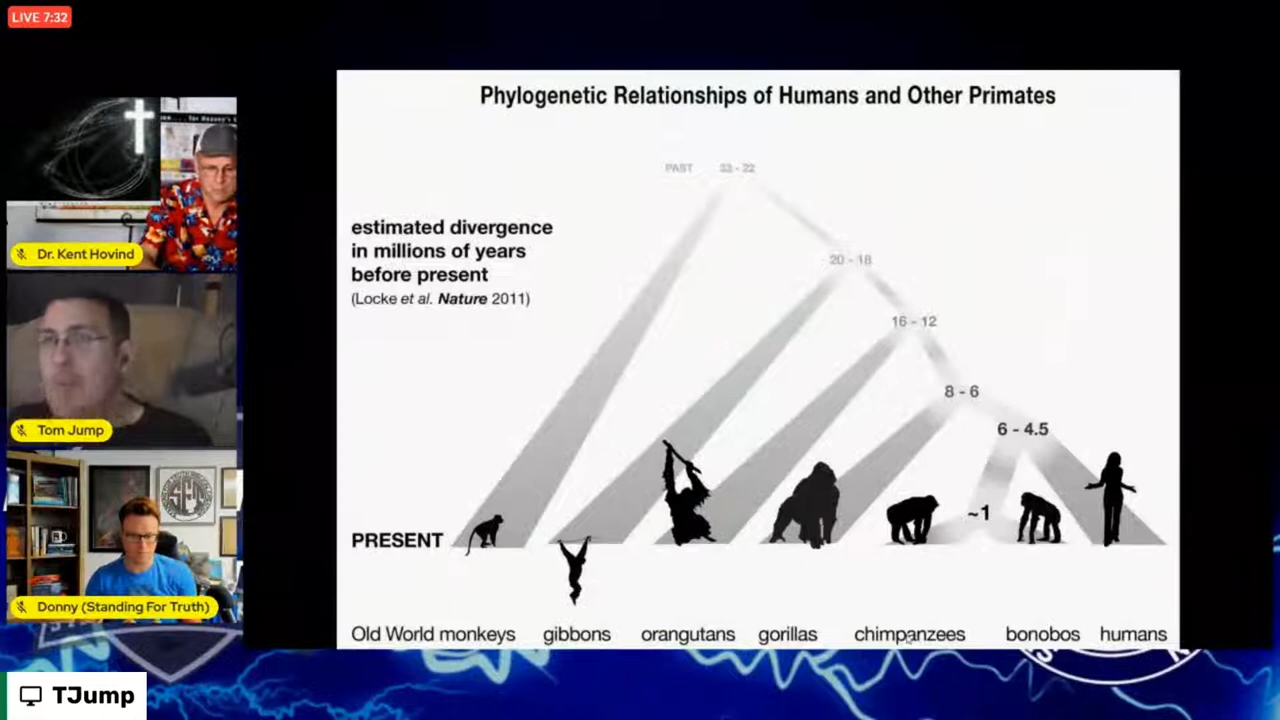 LIVE 7:32
Dr. Kent Hovind
Tom Jump
Donny (Standing For Truth)
TJump
Phylogenetic Relationships of Humans and Other Primates
PAST 33 - 22
estimated divergence
in millions of years
before present
(Locke et al. Nature 2011)
20 - 18
16 - 12
8 - 6
6 - 4.5
~1
PRESENT
Old World monkeys gibbons orangutans gorillas chimpanzees bonobos humans